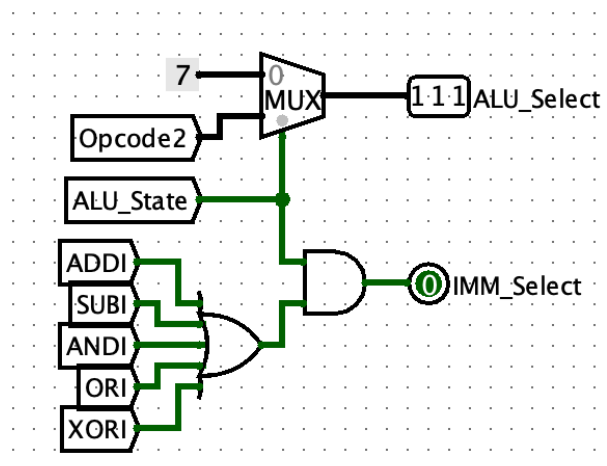 7
0
MUX
1 1 1
ALU_Select
Opcode2
ALU_State
ADDI
SUBI
ANDI
ORI
XORI
0
IMM_Select